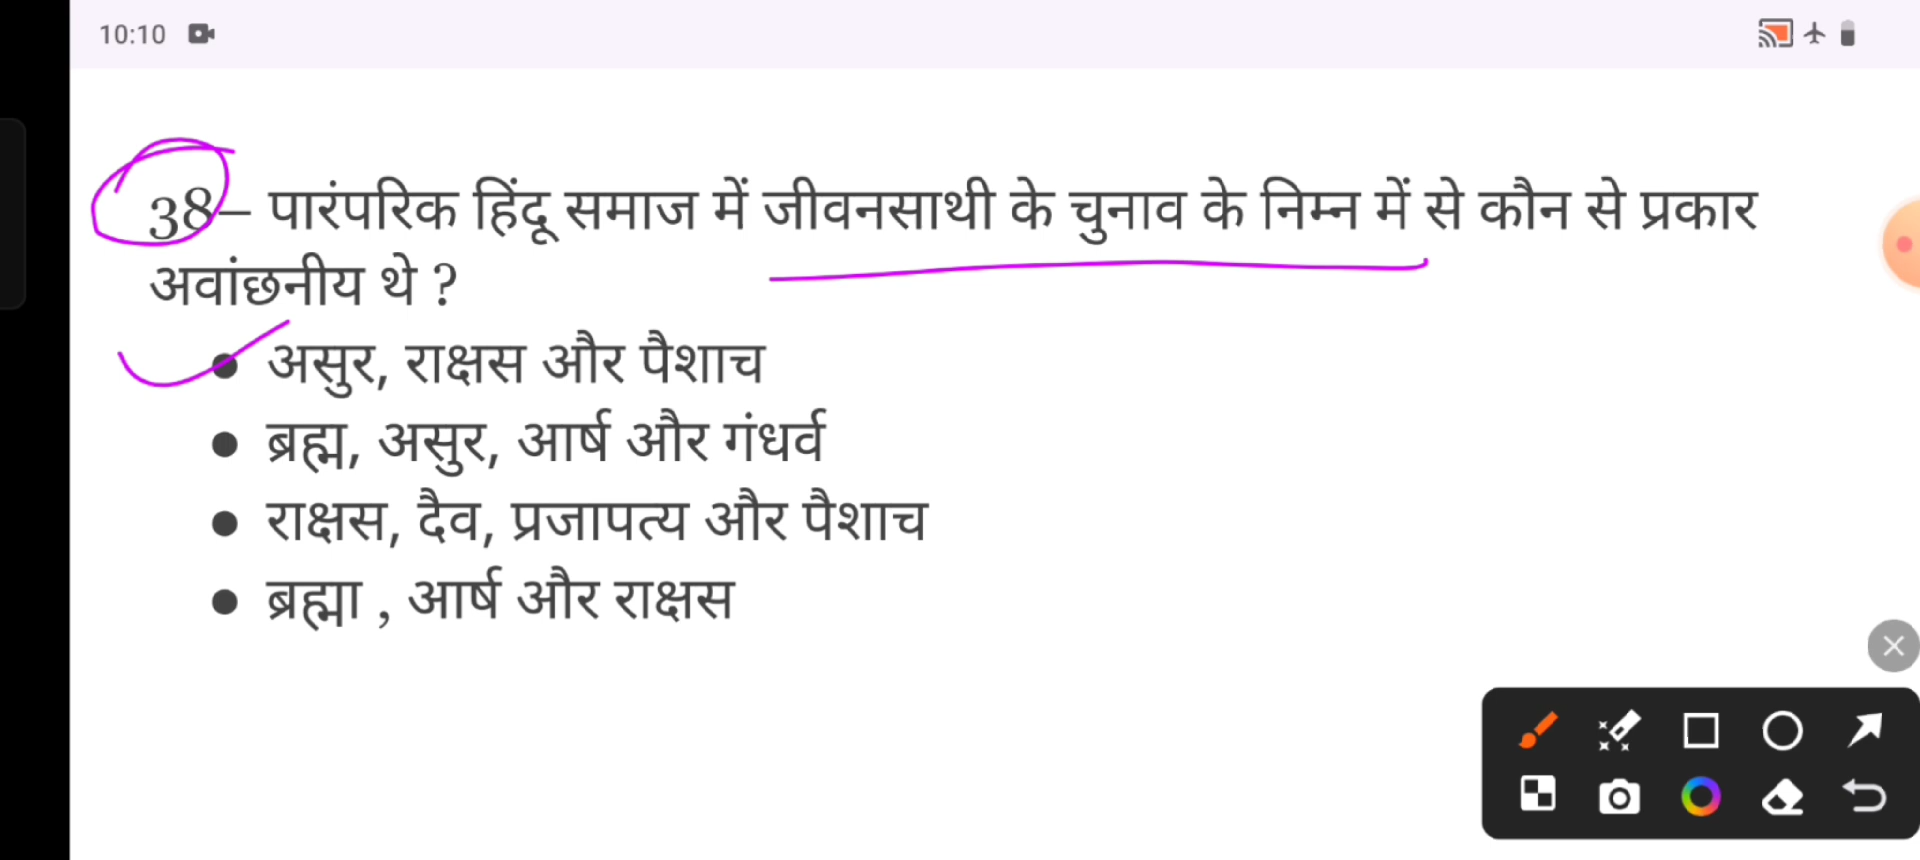 10:10
38– पारंपरिक हिंदू समाज में जीवनसाथी के चुनाव के निम्न में से कौन से प्रकार
अवांछनीय थे ?
● असुर, राक्षस और पैशाच
● ब्रह्म, असुर, आर्ष और गंधर्व
● राक्षस, दैव, प्रजापत्य और पैशाच
● ब्रह्मा , आर्ष और राक्षस